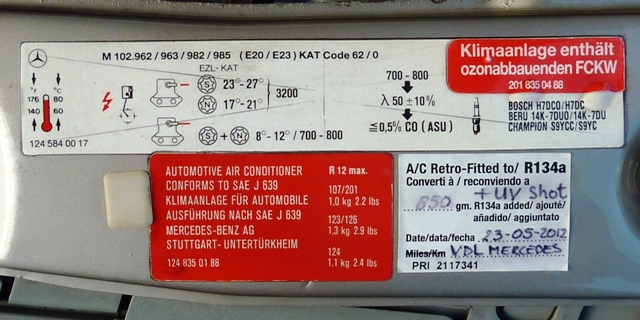 M 102.962 / 963 / 982 / 985 (E20 / E23) KAT Code 62 / 0
EZL-KAT
°F °C
176 80
140 60
124 584 00 17
S 23°- 27°
N 17°- 21°
3200
S + N 8°- 12° / 700 - 800
700 - 800
λ 50 ± 10%
≦ 0,5% CO (ASU)
BOSCH H7DCO/H7DC
BERU 14K-7DU0/14K-7DU
CHAMPION S9YCC/S9YC
Klimaanlage enthält
ozonabbauenden FCKW
201 835 04 88
AUTOMOTIVE AIR CONDITIONER
CONFORMS TO SAE J 639
KLIMAANLAGE FÜR AUTOMOBILE
AUSFÜHRUNG NACH SAE J 639
MERCEDES-BENZ AG
STUTTGART- UNTERTÜRKHEIM
124 835 01 88
R 12 max.
107/201
1,0 kg 2.2 lbs
123/126
1,3 kg 2.9 lbs
124
1,1 kg 2.4 lbs
A/C Retro-Fitted to/ R134a
Converti à / reconviendo a
+ UV Shot
850 gm. R134a added/ ajouté/
añadido/ aggiuntato
Date/data/fecha 23-05-2012
Miles/Km VDL MERCEDES
PRI 2117341